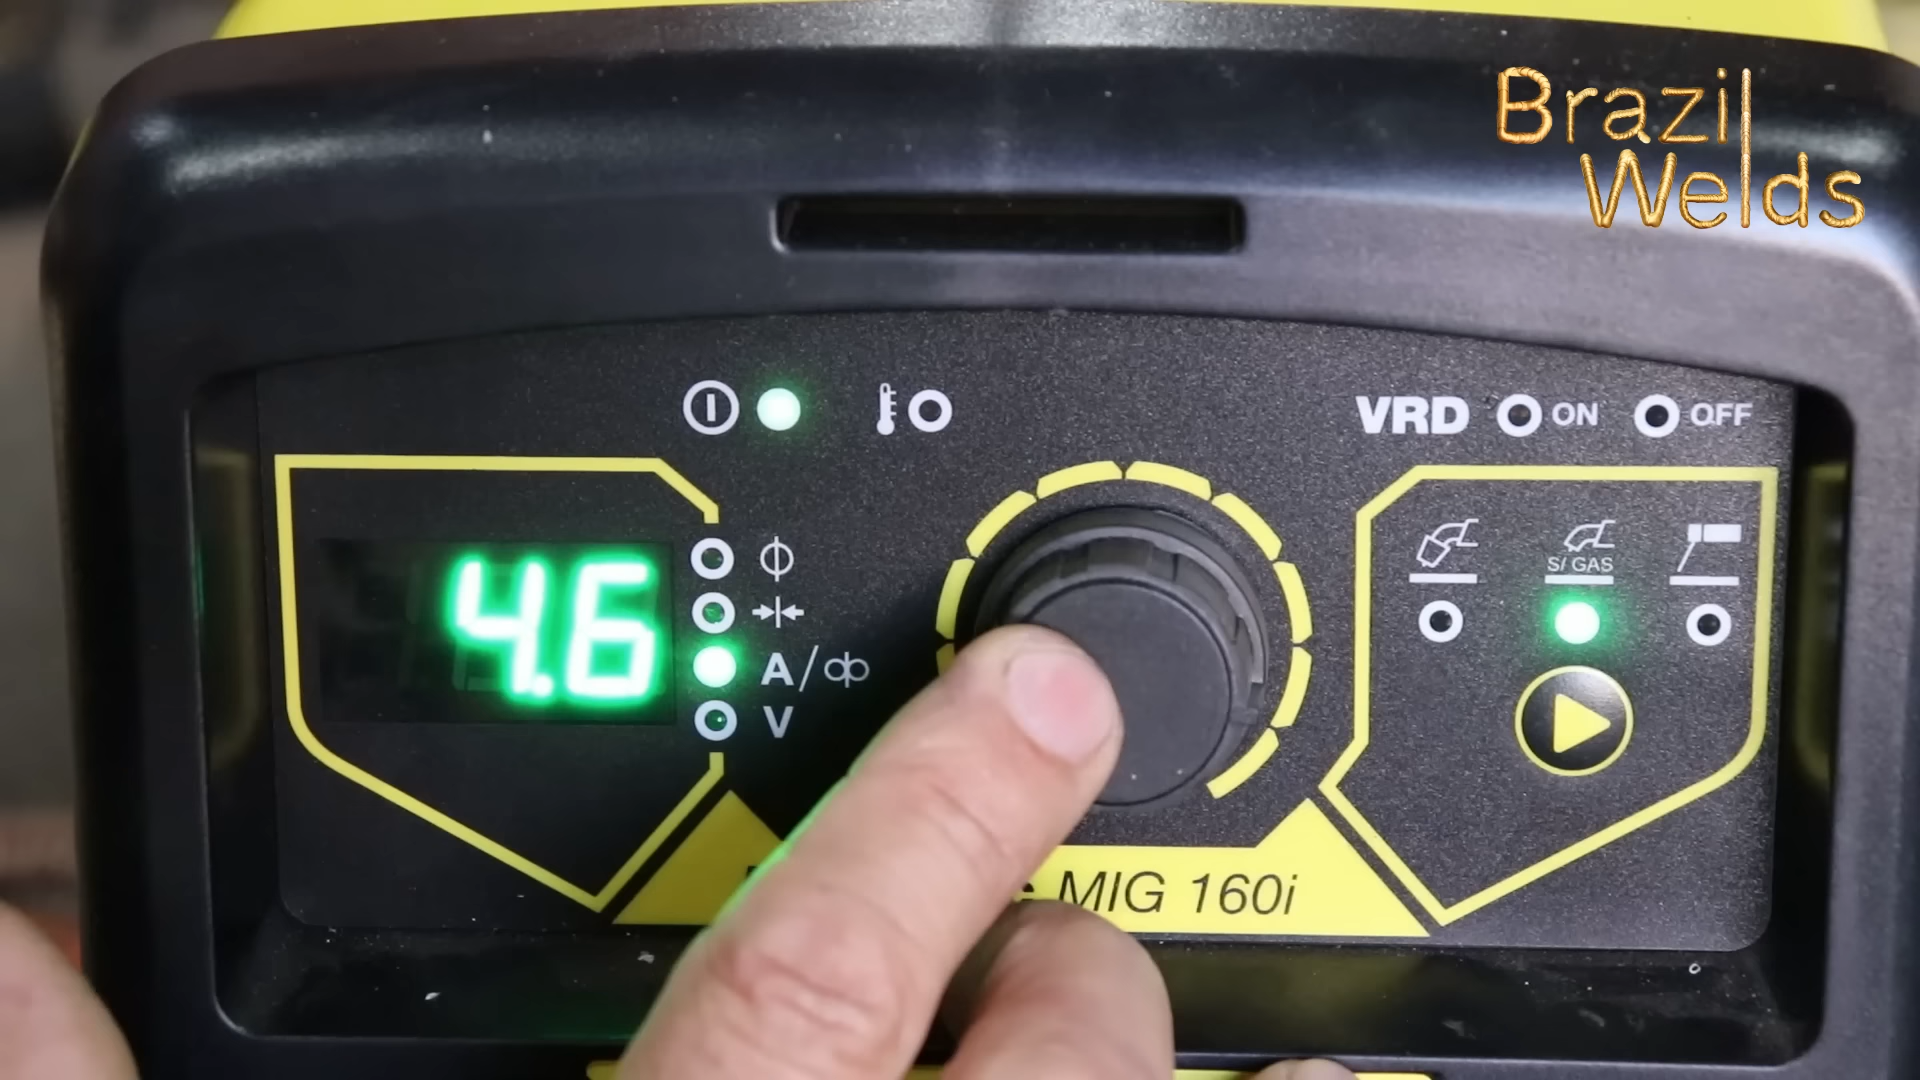 Brazil
Welds
VRD ON OFF
S/ GAS
4.6
A/
V
MIG 160i